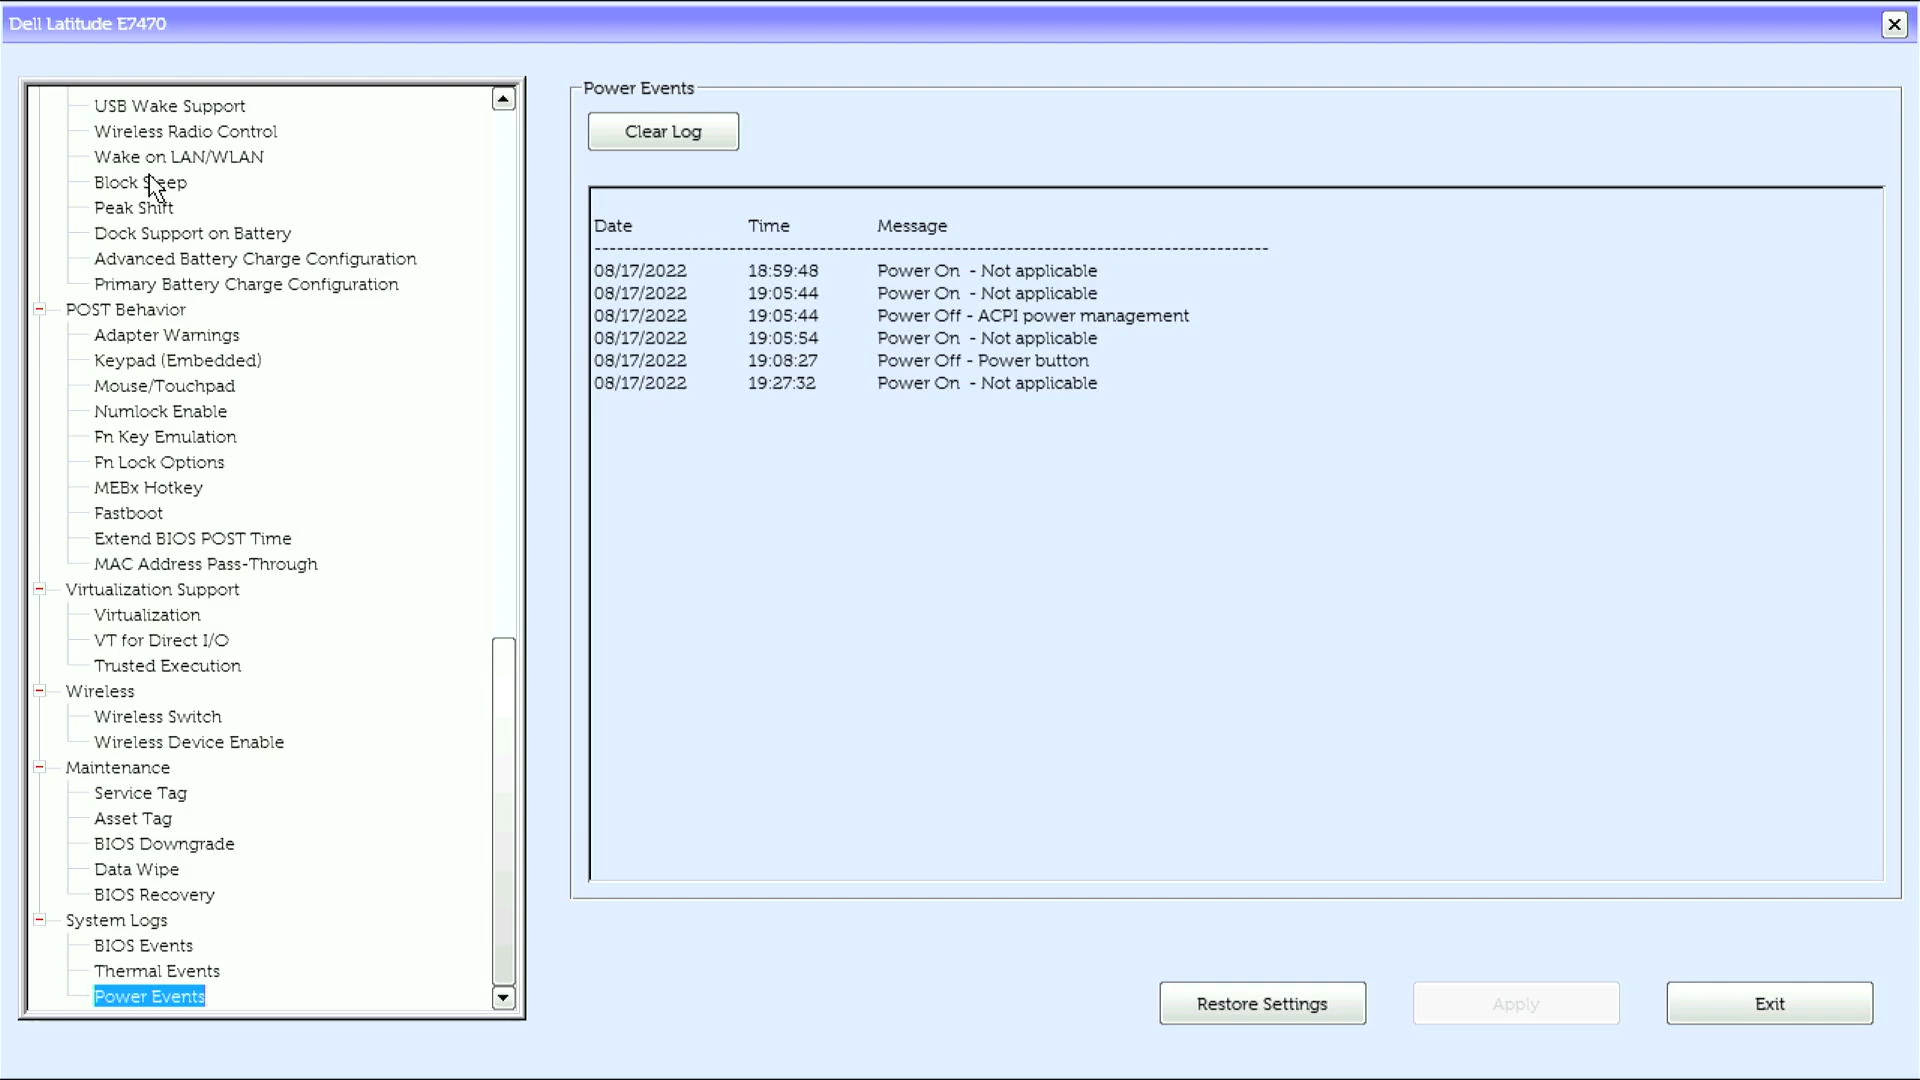 Dell Latitude E7470
USB Wake Support
Wireless Radio Control
Wake on LAN/WLAN
Block Sleep
Peak Shift
Dock Support on Battery
Advanced Battery Charge Configuration
Primary Battery Charge Configuration
POST Behavior
Adapter Warnings
Keypad (Embedded)
Mouse/Touchpad
Numlock Enable
Fn Key Emulation
Fn Lock Options
MEBx Hotkey
Fastboot
Extend BIOS POST Time
MAC Address Pass-Through
Virtualization Support
Virtualization
VT for Direct I/O
Trusted Execution
Wireless
Wireless Switch
Wireless Device Enable
Maintenance
Service Tag
Asset Tag
BIOS Downgrade
Data Wipe
BIOS Recovery
System Logs
BIOS Events
Thermal Events
Power Events
Power Events
Clear Log
Date Time Message
--------------------------------------------------------------------------------------------
08/17/2022 18:59:48 Power On - Not applicable
08/17/2022 19:05:44 Power On - Not applicable
08/17/2022 19:05:44 Power Off - ACPI power management
08/17/2022 19:05:54 Power On - Not applicable
08/17/2022 19:08:27 Power Off - Power button
08/17/2022 19:27:32 Power On - Not applicable
Restore Settings Apply Exit